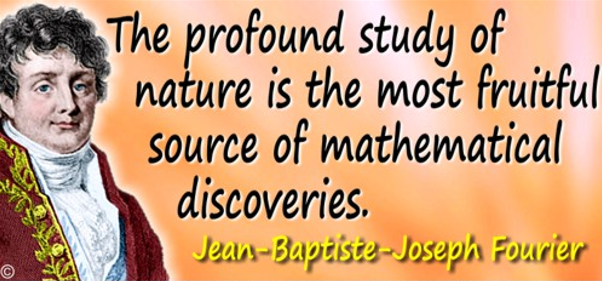 The profound study of
nature is the most fruitful
source of mathematical
discoveries.
Jean-Baptiste-Joseph Fourier
©